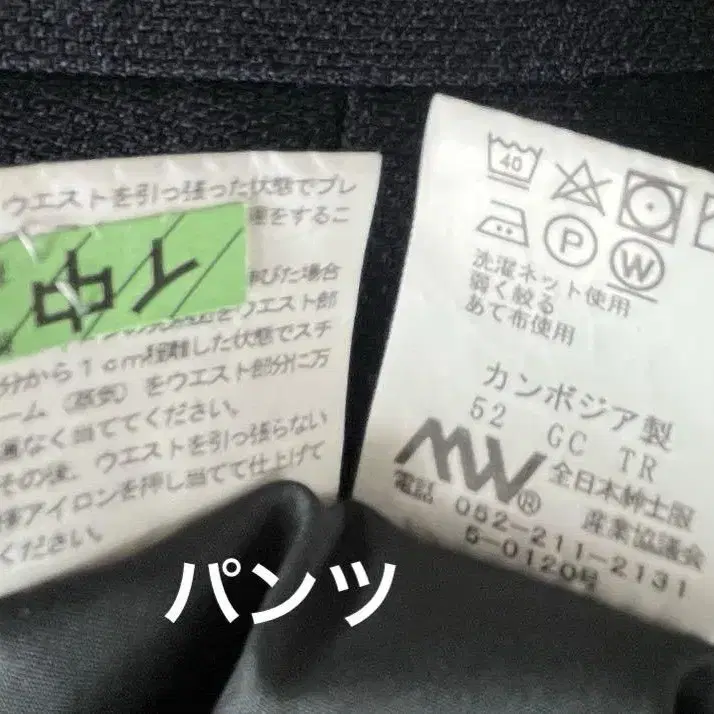 ウエストを引っ張った状態でプレ
をするこ
びた場合
をウエスト部
分から1cm程離した状態でスチ
ーム(蒸気)をウエスト部分に万
遍なく当ててください。
その後、ウエストを引っ張らない
様アイロンを押し当てて仕上げて
ください。
40
P
W
洗濯ネット使用
弱く絞る
あて布使用
カンボジア製
52 GC TR
MW®
全日本紳士服
産業協議会
電話 052-211-2131
5-0120号
パンツ